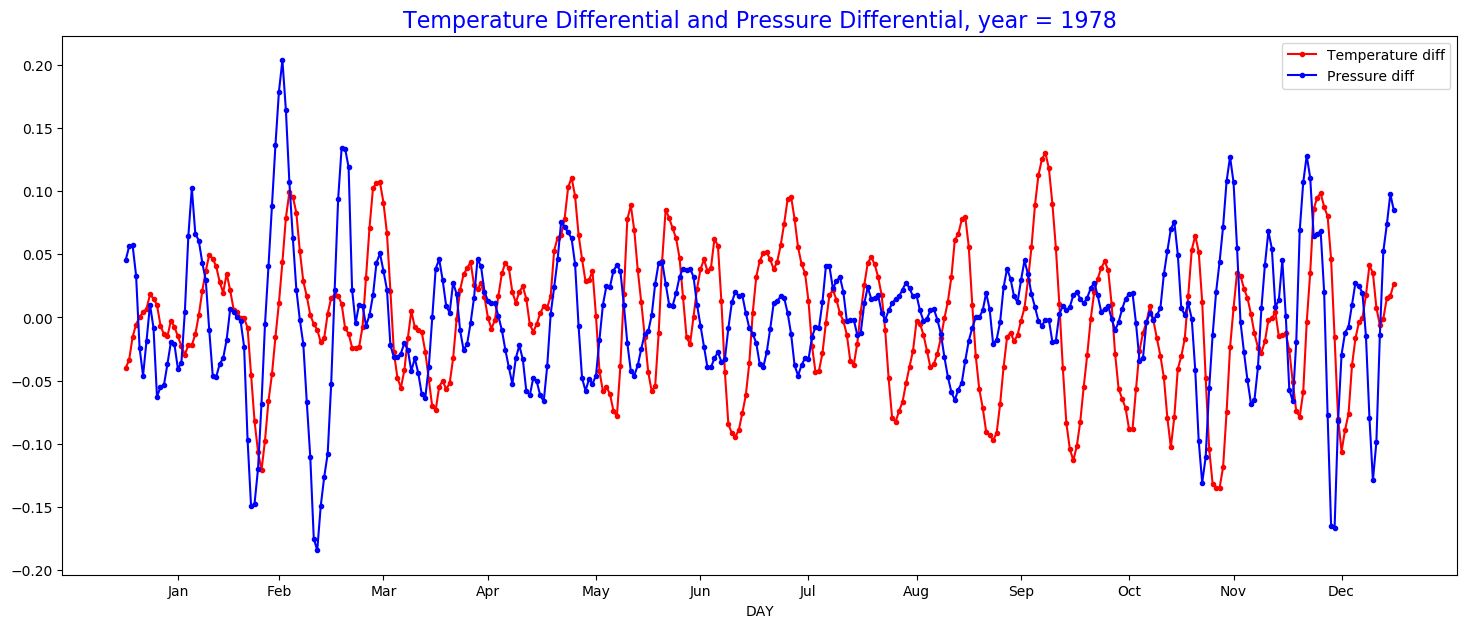 Temperature Differential and Pressure Differential, year = 1978
Temperature diff
Pressure diff
0.20
0.15
0.10
0.05
0.00
−0.05
−0.10
−0.15
−0.20
Jan Feb Mar Apr May Jun Jul Aug Sep Oct Nov Dec
DAY